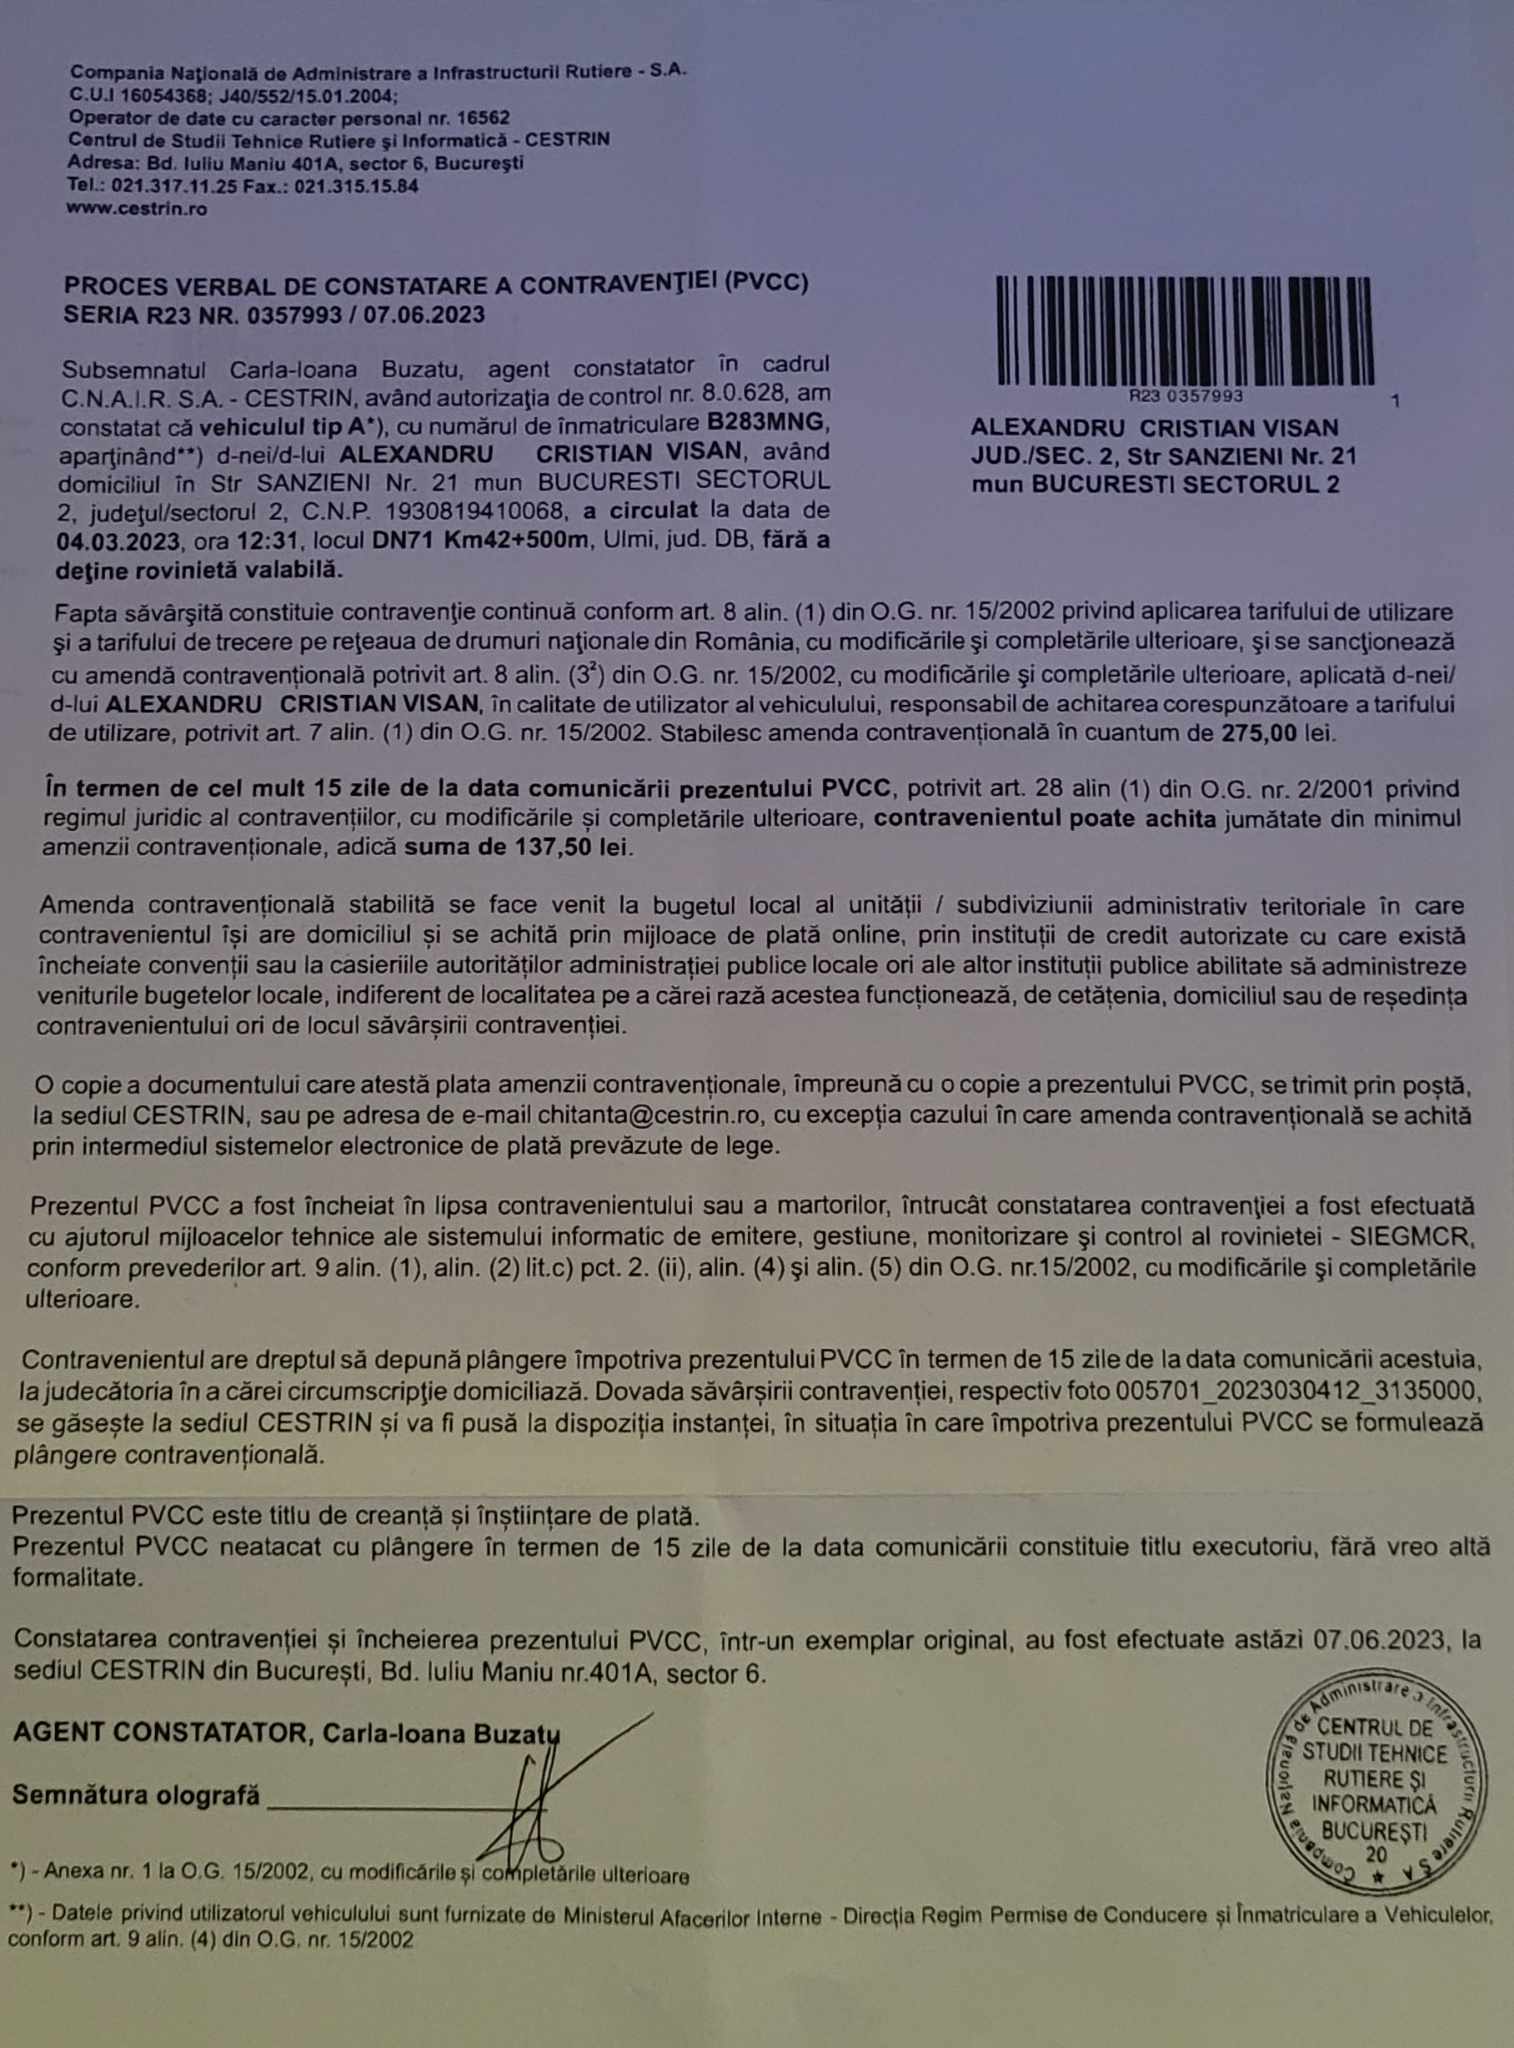 Compania Naţională de Administrare a Infrastructurii Rutiere - S.A.
C.U.I 16054368; J40/552/15.01.2004;
Operator de date cu caracter personal nr. 16562
Centrul de Studii Tehnice Rutiere şi Informatică - CESTRIN
Adresa: Bd. Iuliu Maniu 401A, sector 6, Bucureşti
Tel.: 021.317.11.25 Fax.: 021.315.15.84
www.cestrin.ro
PROCES VERBAL DE CONSTATARE A CONTRAVENŢIEI (PVCC)
SERIA R23 NR. 0357993 / 07.06.2023
Subsemnatul Carla-Ioana Buzatu, agent constatator în cadrul
C.N.A.I.R. S.A. - CESTRIN, având autorizaţia de control nr. 8.0.628, am
constatat că vehiculul tip A*), cu numărul de înmatriculare B283MNG,
aparţinând**) d-nei/d-lui ALEXANDRU CRISTIAN VISAN, având
domiciliul în Str SANZIENI Nr. 21 mun BUCURESTI SECTORUL
2, judeţul/sectorul 2, C.N.P. 1930819410068, a circulat la data de
04.03.2023, ora 12:31, locul DN71 Km42+500m, Ulmi, jud. DB, fără a
deţine rovinietă valabilă.
R23 0357993
1
ALEXANDRU CRISTIAN VISAN
JUD./SEC. 2, Str SANZIENI Nr. 21
mun BUCURESTI SECTORUL 2
Fapta săvârşită constituie contravenţie continuă conform art. 8 alin. (1) din O.G. nr. 15/2002 privind aplicarea tarifului de utilizare
şi a tarifului de trecere pe reţeaua de drumuri naţionale din România, cu modificările şi completările ulterioare, şi se sancţionează
cu amendă contravenţională potrivit art. 8 alin. (3²) din O.G. nr. 15/2002, cu modificările şi completările ulterioare, aplicată d-nei/
d-lui ALEXANDRU CRISTIAN VISAN, în calitate de utilizator al vehiculului, responsabil de achitarea corespunzătoare a tarifului
de utilizare, potrivit art. 7 alin. (1) din O.G. nr. 15/2002. Stabilesc amenda contravenţională în cuantum de 275,00 lei.
În termen de cel mult 15 zile de la data comunicării prezentului PVCC, potrivit art. 28 alin (1) din O.G. nr. 2/2001 privind
regimul juridic al contravențiilor, cu modificările și completările ulterioare, contravenientul poate achita jumătate din minimul
amenzii contravenționale, adică suma de 137,50 lei.
Amenda contravențională stabilită se face venit la bugetul local al unității / subdiviziunii administrativ teritoriale în care
contravenientul își are domiciliul și se achită prin mijloace de plată online, prin instituții de credit autorizate cu care există
încheiate convenții sau la casieriile autorităților administrației publice locale ori ale altor instituții publice abilitate să administreze
veniturile bugetelor locale, indiferent de localitatea pe a cărei rază acestea funcționează, de cetățenia, domiciliul sau de reședința
contravenientului ori de locul săvârșirii contravenției.
O copie a documentului care atestă plata amenzii contravenționale, împreună cu o copie a prezentului PVCC, se trimit prin poștă,
la sediul CESTRIN, sau pe adresa de e-mail chitanta@cestrin.ro, cu excepția cazului în care amenda contravențională se achită
prin intermediul sistemelor electronice de plată prevăzute de lege.
Prezentul PVCC a fost încheiat în lipsa contravenientului sau a martorilor, întrucât constatarea contravenţiei a fost efectuată
cu ajutorul mijloacelor tehnice ale sistemului informatic de emitere, gestiune, monitorizare şi control al rovinietei - SIEGMCR,
conform prevederilor art. 9 alin. (1), alin. (2) lit.c) pct. 2. (ii), alin. (4) şi alin. (5) din O.G. nr.15/2002, cu modificările şi completările
ulterioare.
Contravenientul are dreptul să depună plângere împotriva prezentului PVCC în termen de 15 zile de la data comunicării acestuia,
la judecătoria în a cărei circumscripţie domiciliază. Dovada săvârșirii contravenției, respectiv foto 005701_2023030412_3135000,
se găsește la sediul CESTRIN și va fi pusă la dispoziția instanței, în situația în care împotriva prezentului PVCC se formulează
plângere contravențională.
Prezentul PVCC este titlu de creanță și înștiințare de plată.
Prezentul PVCC neatacat cu plângere în termen de 15 zile de la data comunicării constituie titlu executoriu, fără vreo altă
formalitate.
Constatarea contravenției și încheierea prezentului PVCC, într-un exemplar original, au fost efectuate astăzi 07.06.2023, la
sediul CESTRIN din București, Bd. Iuliu Maniu nr.401A, sector 6.
AGENT CONSTATATOR, Carla-Ioana Buzatu
Semnătura olografă
Compania Națională de Administrare a Infrastructurii Rutiere S A
CENTRUL DE
STUDII TEHNICE
RUTIERE ŞI
INFORMATICĂ
BUCUREŞTI
20
*) - Anexa nr. 1 la O.G. 15/2002, cu modificările și completările ulterioare
**) - Datele privind utilizatorul vehiculului sunt furnizate de Ministerul Afacerilor Interne - Direcția Regim Permise de Conducere și Înmatriculare a Vehiculelor,
conform art. 9 alin. (4) din O.G. nr. 15/2002